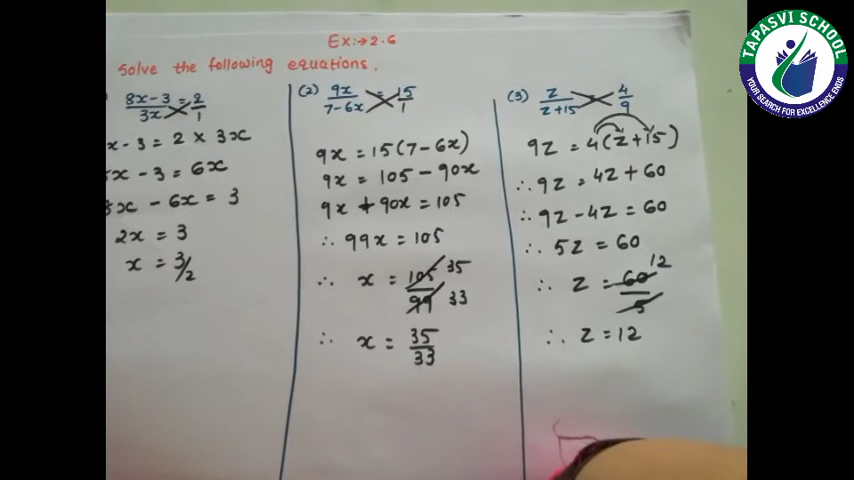 Ex:→2.6
Solve the following equations.
8x-3/3x = 2/1
x-3 = 2 × 3x
x - 3 = 6x
x - 6x = 3
2x = 3
x = 3/2
(2) 9x/7-6x = 15/1
9x = 15(7-6x)
9x = 105 - 90x
9x + 90x = 105
∴ 99x = 105
∴ x = 105/99 35 33
∴ x = 35/33
(3) z/z+15 = 4/9
9z = 4(z+15)
∴ 9z = 4z + 60
∴ 9z - 4z = 60
∴ 5z = 60
∴ z = 60/5 12
∴ z = 12
TAPASVI SCHOOL
YOUR SEARCH FOR EXCELLENCE ENDS